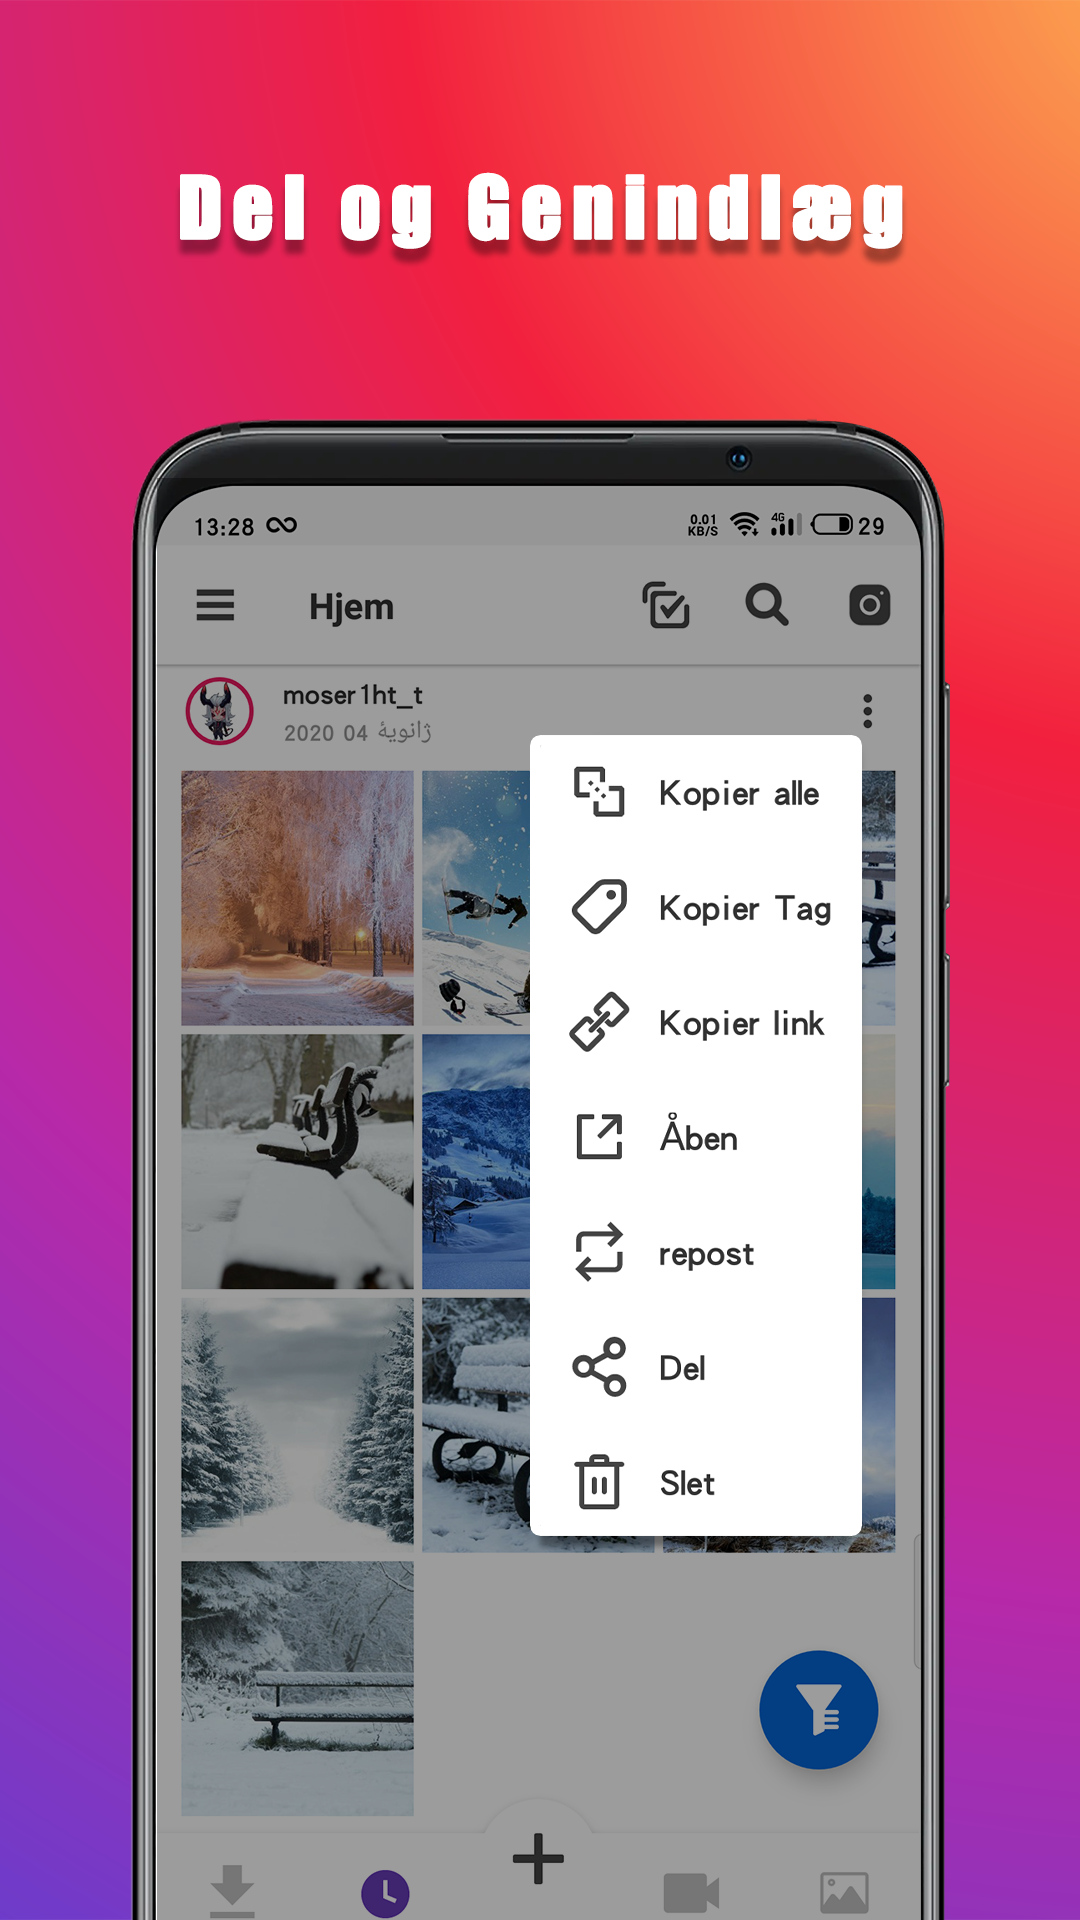 Del og Genindlæg
13:28
0.01
KB/S
4G
29
Hjem
moser1ht_t
2020 04 ژانویهٔ
Kopier alle
Kopier Tag
Kopier link
Åben
repost
Del
Slet